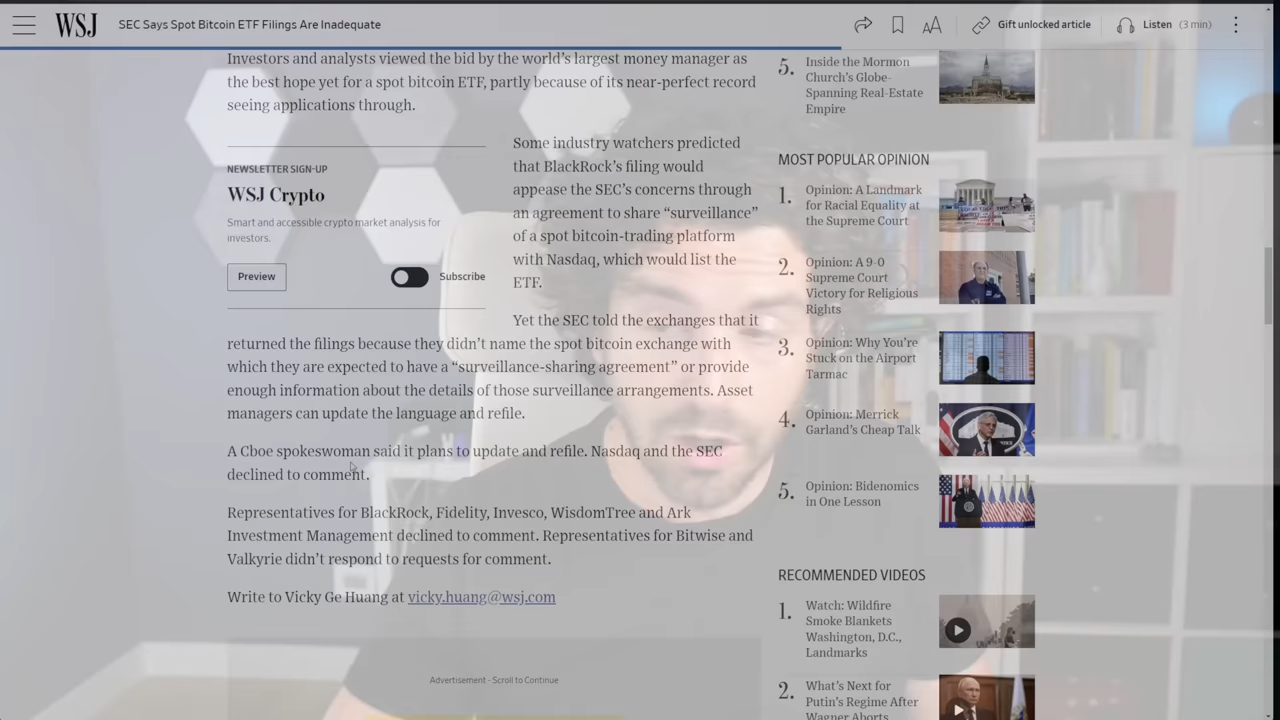 WSJ
SEC Says Spot Bitcoin ETF Filings Are Inadequate
Gift unlocked article
Listen (3 min)
Investors and analysts viewed the bid by the world's largest money manager as
the best hope yet for a spot bitcoin ETF, partly because of its near-perfect record
seeing applications through.
NEWSLETTER SIGN-UP
WSJ Crypto
Smart and accessible crypto market analysis for
investors.
Preview
Subscribe
Some industry watchers predicted
that BlackRock's filing would
appease the SEC's concerns through
an agreement to share “surveillance”
of a spot bitcoin-trading platform
with Nasdaq, which would list the
ETF.
Yet the SEC told the exchanges that it
returned the filings because they didn't name the spot bitcoin exchange with
which they are expected to have a “surveillance-sharing agreement” or provide
enough information about the details of those surveillance arrangements. Asset
managers can update the language and refile.
A Cboe spokeswoman said it plans to update and refile. Nasdaq and the SEC
declined to comment.
Representatives for BlackRock, Fidelity, Invesco, WisdomTree and Ark
Investment Management declined to comment. Representatives for Bitwise and
Valkyrie didn't respond to requests for comment.
Write to Vicky Ge Huang at vicky.huang@wsj.com
Advertisement - Scroll to Continue
5. Inside the Mormon
Church's Globe-
Spanning Real-Estate
Empire
MOST POPULAR OPINION
1. Opinion: A Landmark
for Racial Equality at
the Supreme Court
2. Opinion: A 9-0
Supreme Court
Victory for Religious
Rights
3. Opinion: Why You're
Stuck on the Airport
Tarmac
4. Opinion: Merrick
Garland's Cheap Talk
5. Opinion: Bidenomics
in One Lesson
RECOMMENDED VIDEOS
1. Watch: Wildfire
Smoke Blankets
Washington, D.C.,
Landmarks
2. What's Next for
Putin's Regime After
Wagner Aborts